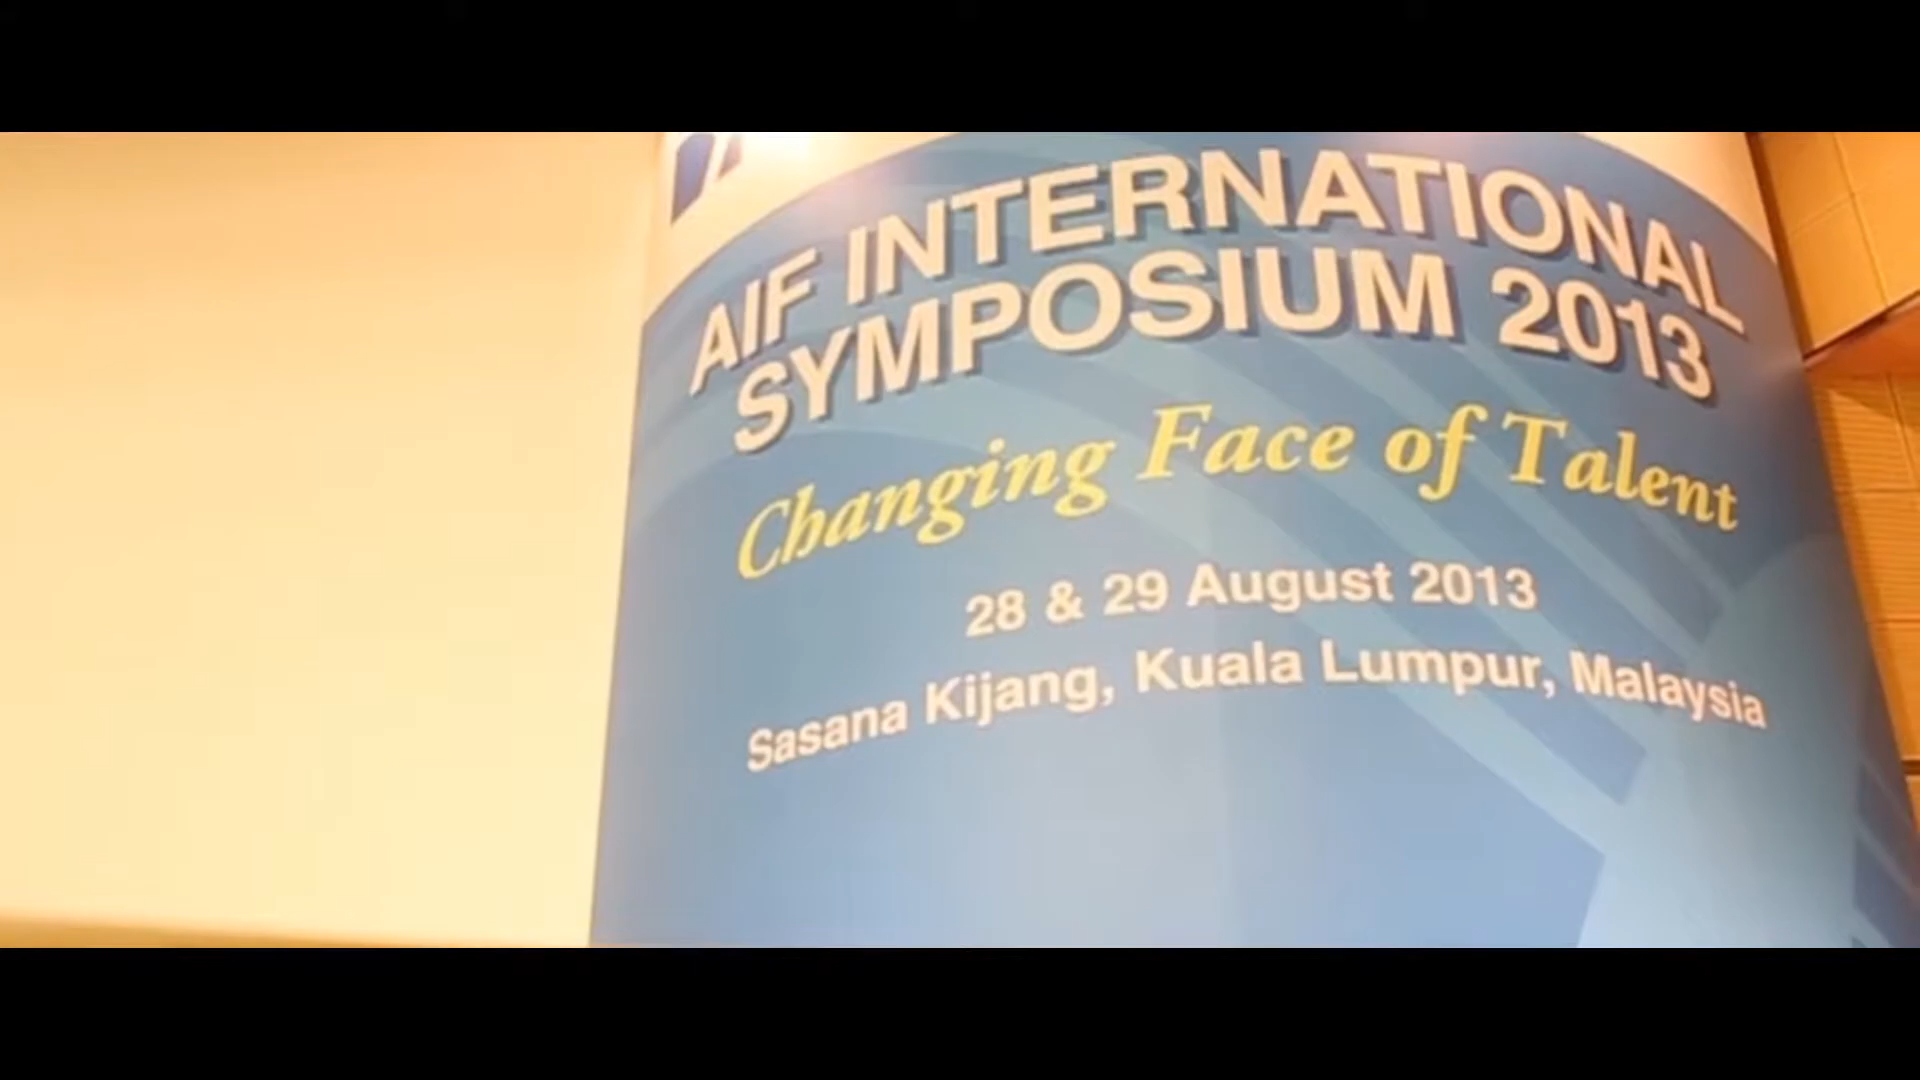 AIF INTERNATIONAL
SYMPOSIUM 2013
Changing Face of Talent
28 & 29 August 2013
Sasana Kijang, Kuala Lumpur, Malaysia